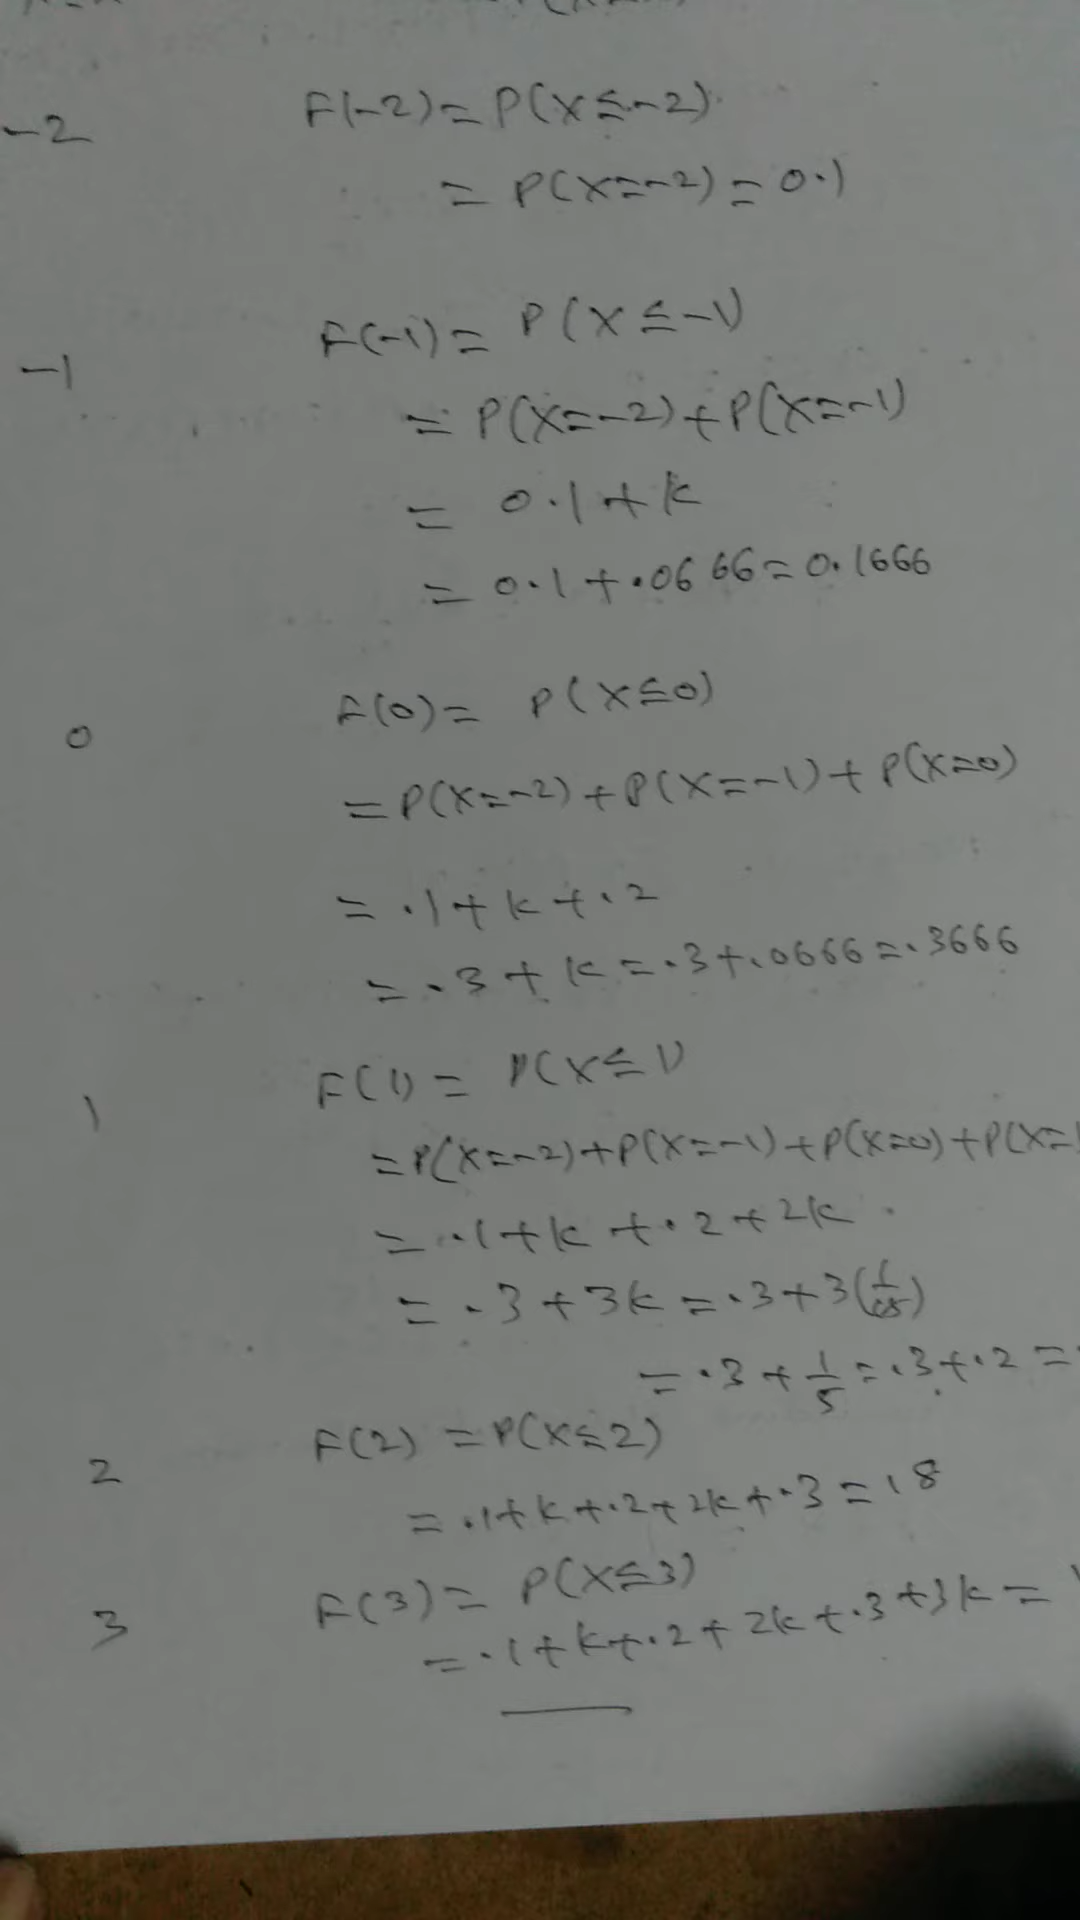 -2 F(-2) = P(X≤-2)
= P(X=-2) = 0.1
-1 F(-1) = P(X≤-1)
= P(X=-2) + P(X=-1)
= 0.1 + k
= 0.1 + .0666 = 0.1666
0 F(0) = P(X≤0)
= P(X=-2) + P(X=-1) + P(X=0)
= .1 + k + .2
= .3 + k = .3 + .0666 = .3666
1 F(1) = P(X≤1)
= P(X=-2) + P(X=-1) + P(X=0) + P(X=
= .1 + k + .2 + 2k
= .3 + 3k = .3 + 3(1/15)
= .3 + 1/5 = .3 + .2 =
2 F(2) = P(X≤2)
= .1 + k + .2 + 2k + .3 = .8
3 F(3) = P(X≤3)
= .1 + k + .2 + 2k + .3 + 3k =